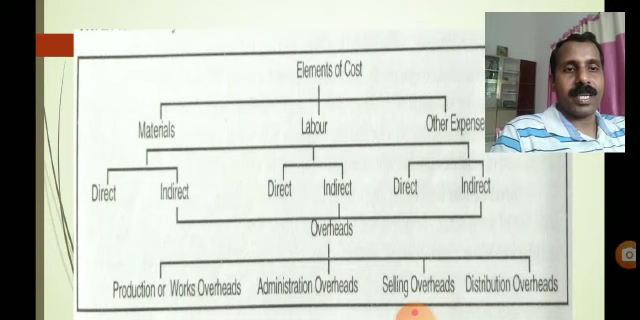 Elements of Cost
Materials Labour Other Expense
Direct Indirect Direct Indirect Direct Indirect
Overheads
Production or Works Overheads Administration Overheads Selling Overheads Distribution Overheads